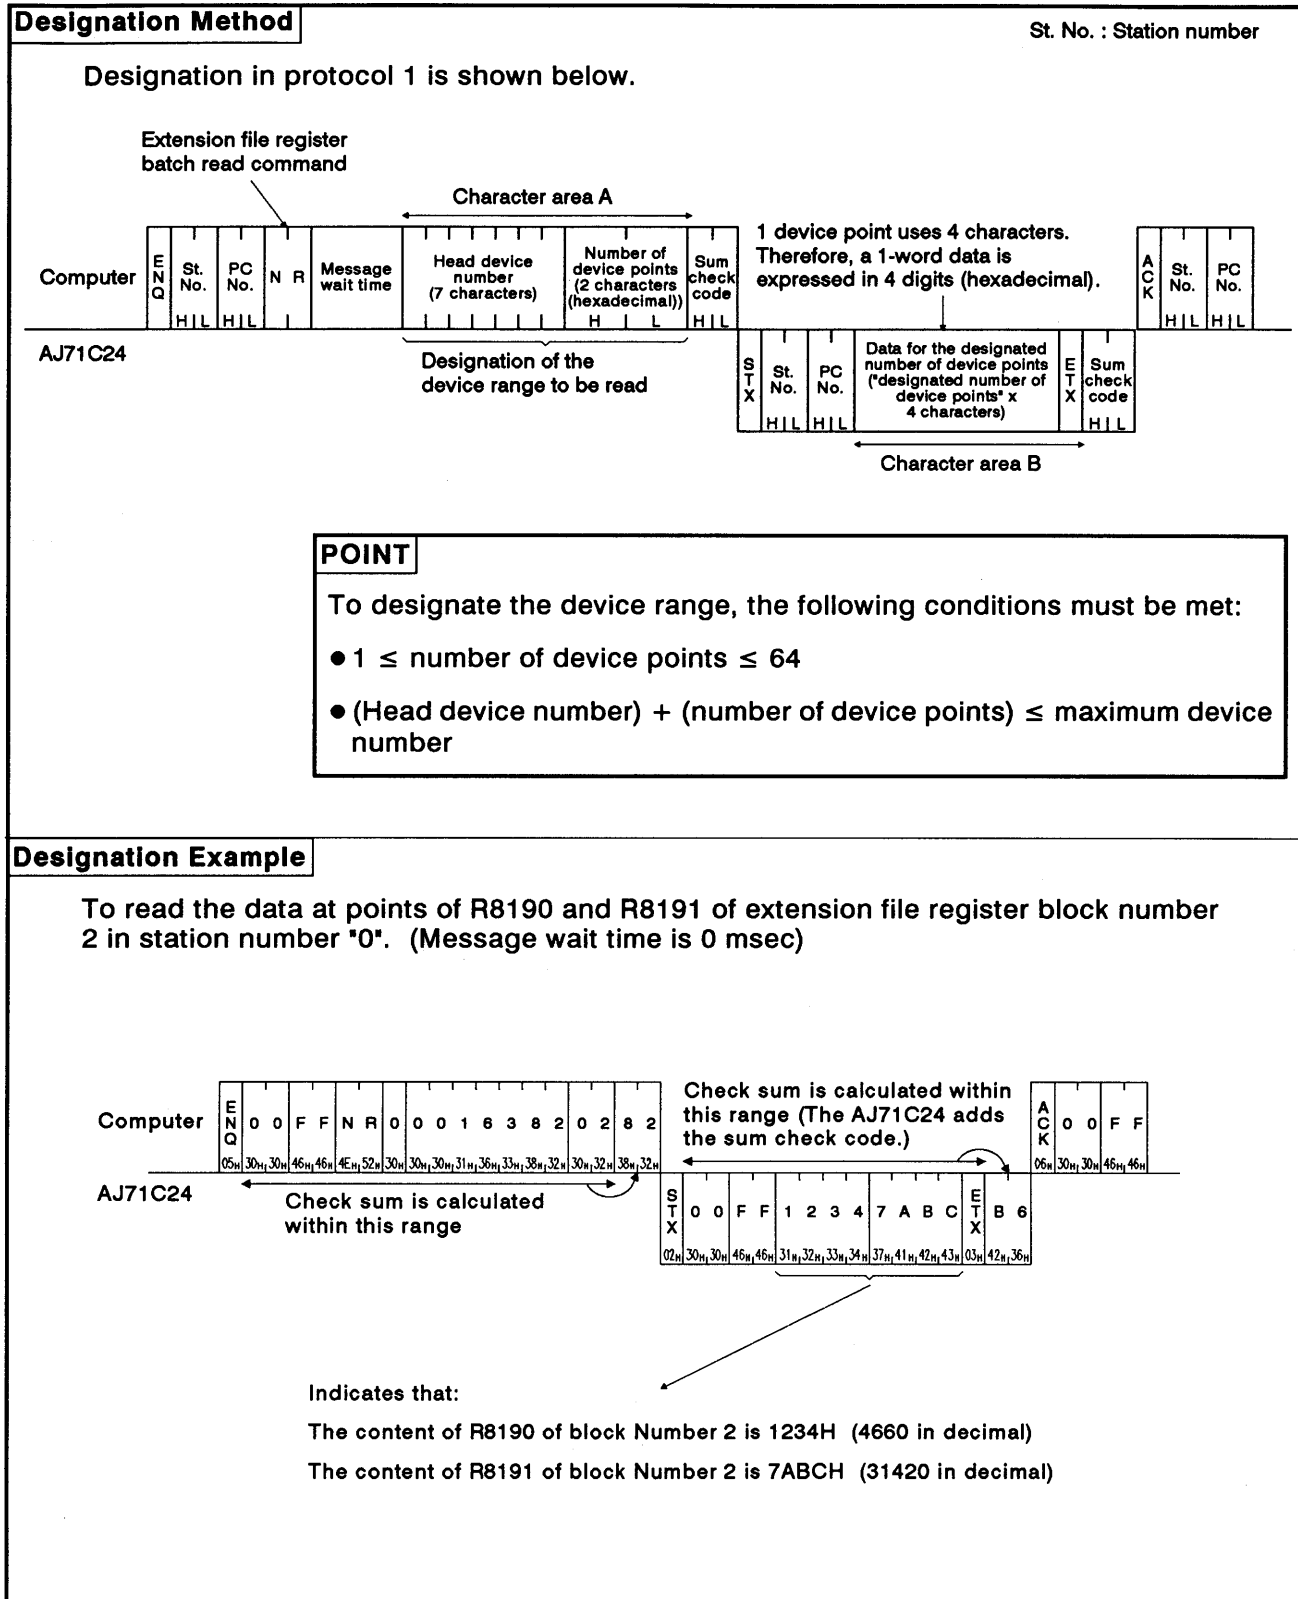 Designation Method
St. No. : Station number
Designation in protocol 1 is shown below.
Extension file register
batch read command
Character area A
Computer
ENQ
St.
No.
H L
PC
No.
H L
N R
Message
wait time
Head device
number
(7 characters)
Number of
device points
(2 characters
(hexadecimal))
H L
Sum
check
code
H L
1 device point uses 4 characters.
Therefore, a 1-word data is
expressed in 4 digits (hexadecimal).
ACK
St.
No.
H L
PC
No.
H L
AJ71C24
Designation of the
device range to be read
STX
St.
No.
H L
PC
No.
H L
Data for the designated
number of device points
("designated number of
device points" x
4 characters)
ETX
Sum
check
code
H L
Character area B
POINT
To designate the device range, the following conditions must be met:
● 1 ≤ number of device points ≤ 64
● (Head device number) + (number of device points) ≤ maximum device
number
Designation Example
To read the data at points of R8190 and R8191 of extension file register block number
2 in station number "0". (Message wait time is 0 msec)
Computer
ENQ 0 0 F F N R 0 0 0 1 6 3 8 2 0 2 8 2
05H 30H 30H 46H 46H 4EH 52H 30H 30H 30H 31H 36H 33H 38H 32H 30H 32H 38H 32H
Check sum is calculated within
this range (The AJ71C24 adds
the sum check code.)
ACK 0 0 F F
06H 30H 30H 46H 46H
AJ71C24
Check sum is calculated
within this range
STX 0 0 F F 1 2 3 4 7 A B C ETX B 6
02H 30H 30H 46H 46H 31H 32H 33H 34H 37H 41H 42H 43H 03H 42H 36H
Indicates that:
The content of R8190 of block Number 2 is 1234H (4660 in decimal)
The content of R8191 of block Number 2 is 7ABCH (31420 in decimal)